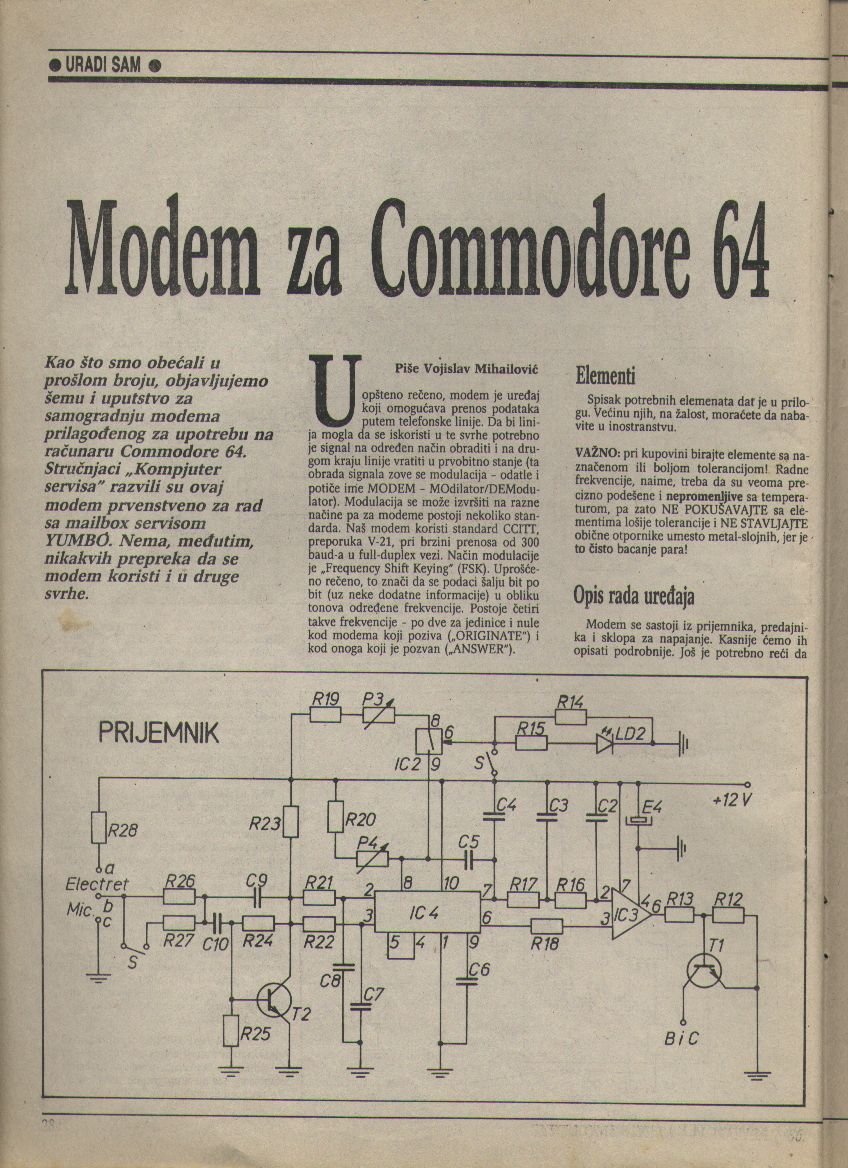 ● URADI SAM ●
Modem za Commodore 64
Kao što smo obećali u
prošlom broju, objavljujemo
šemu i uputstvo za
samogradnju modema
prilagođenog za upotrebu na
računaru Commodore 64.
Stručnjaci „Kompjuter
servisa” razvili su ovaj
modem prvenstveno za rad
sa mailbox servisom
YUMBO. Nema, međutim,
nikakvih prepreka da se
modem koristi i u druge
svrhe.
Piše Vojislav Mihailović
Uopšteno rečeno, modem je uređaj
koji omogućava prenos podataka
putem telefonske linije. Da bi lini-
ja mogla da se iskoristi u te svrhe potrebno
je signal na određen način obraditi i na dru-
gom kraju linije vratiti u prvobitno stanje (ta
obrada signala zove se modulacija - odatle i
potiče ime MODEM - MOdilator/DEModu-
lator). Modulacija se može izvršiti na razne
načine pa za modeme postoji nekoliko stan-
darda. Naš modem koristi standard CCITT,
preporuka V-21, pri brzini prenosa od 300
baud-a u full-duplex vezi. Način modulacije
je „Frequency Shift Keying” (FSK). Uprošće-
no rečeno, to znači da se podaci šalju bit po
bit (uz neke dodatne informacije) u obliku
tonova određene frekvencije. Postoje četiri
takve frekvencije - po dve za jedinice i nule
kod modema koji poziva („ORIGINATE”) i
kod onoga koji je pozvan („ANSWER”).
Elementi
Spisak potrebnih elemenata dat je u prilo-
gu. Većinu njih, na žalost, moraćete da naba-
vite u inostranstvu.
VAŽNO: pri kupovini birajte elemente sa na-
značenom ili boljom tolerancijom! Radne
frekvencije, naime, treba da su veoma pre-
cizno podešene i nepromenljive sa tempera-
turom, pa zato NE POKUŠAVAJTE sa ele-
mentima lošije tolerancije i NE STAVLJAJTE
obične otpornike umesto metal-slojnih, jer je
to čisto bacanje para!
Opis rada uređaja
Modem se sastoji iz prijemnika, predajni-
ka i sklopa za napajanje. Kasnije ćemo ih
opisati podrobnije. Još je potrebno reći da
PRIJEMNIK
R19 P3 8 6 R14
R15 LD2
IC2 9 S
+12 V
R28 R23 R20 C4 C3 C2 E4
P4 C5
a
Electret R26 C9 R21 2 8 10 7 R17 R16 2 7
Mic. b
c
R27 C10 R24 R22 3 IC4 6 R18 3 IC3 4 6 R13 R12
S 5 4 1 9 T1
C8 C7 C6
T2
R25
B i C